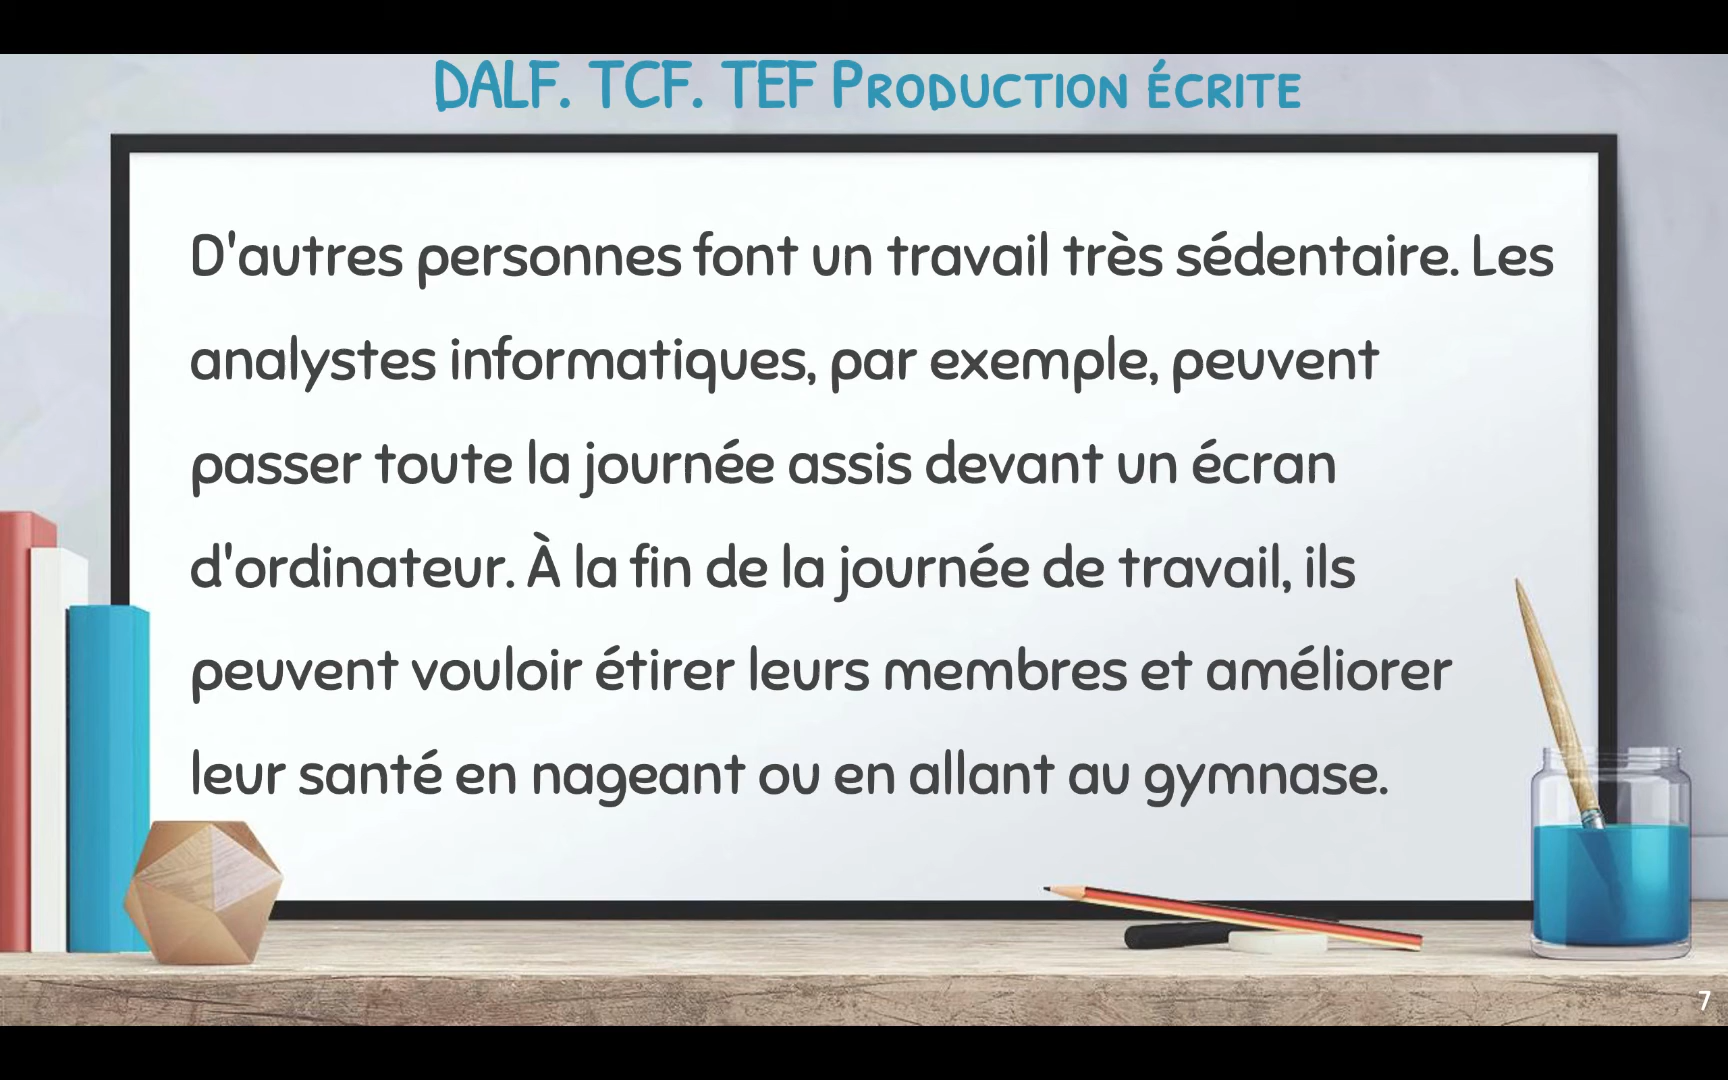 DALF. TCF. TEF Production écrite
D'autres personnes font un travail très sédentaire. Les
analystes informatiques, par exemple, peuvent
passer toute la journée assis devant un écran
d'ordinateur. À la fin de la journée de travail, ils
peuvent vouloir étirer leurs membres et améliorer
leur santé en nageant ou en allant au gymnase.
7